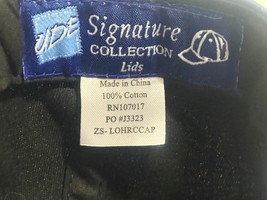 UDE
Signature
COLLECTION
Lids
Made in China
100% Cotton
RN107017
PO #J3323
ZS- LOHRCCAP